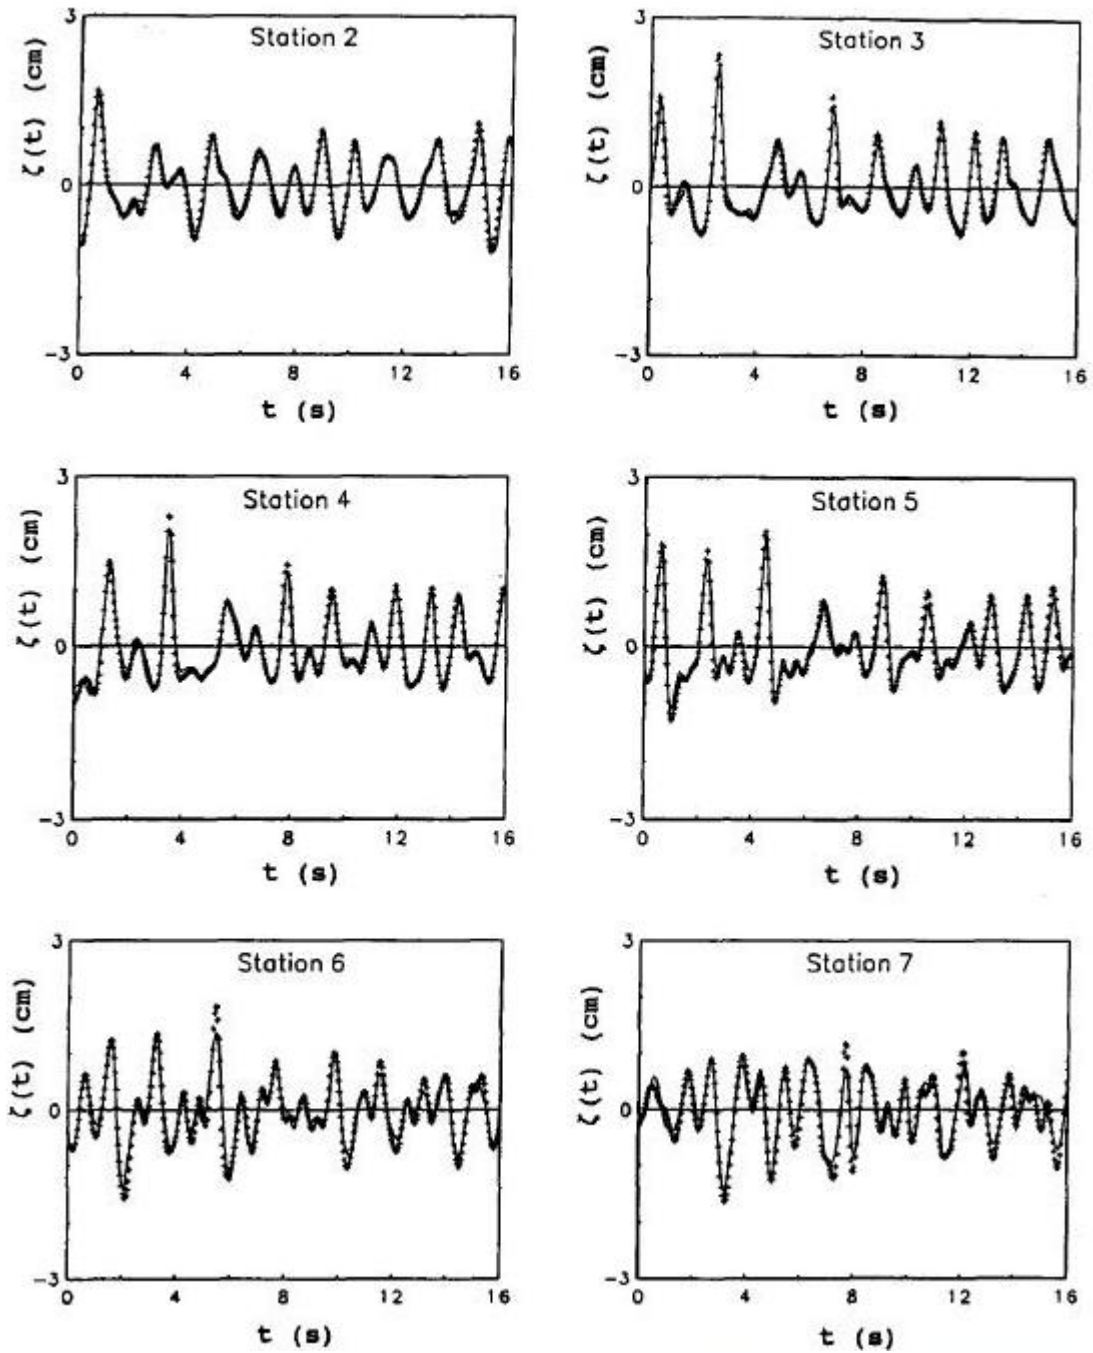 3
Station 2
ζ(t) (cm)
0
-3
0 4 8 12 16
t (s)
3
Station 3
ζ(t) (cm)
0
-3
0 4 8 12 16
t (s)
3
Station 4
ζ(t) (cm)
0
-3
0 4 8 12 16
t (s)
3
Station 5
ζ(t) (cm)
0
-3
0 4 8 12 16
t (s)
3
Station 6
ζ(t) (cm)
0
-3
0 4 8 12 16
t (s)
3
Station 7
ζ(t) (cm)
0
-3
0 4 8 12 16
t (s)